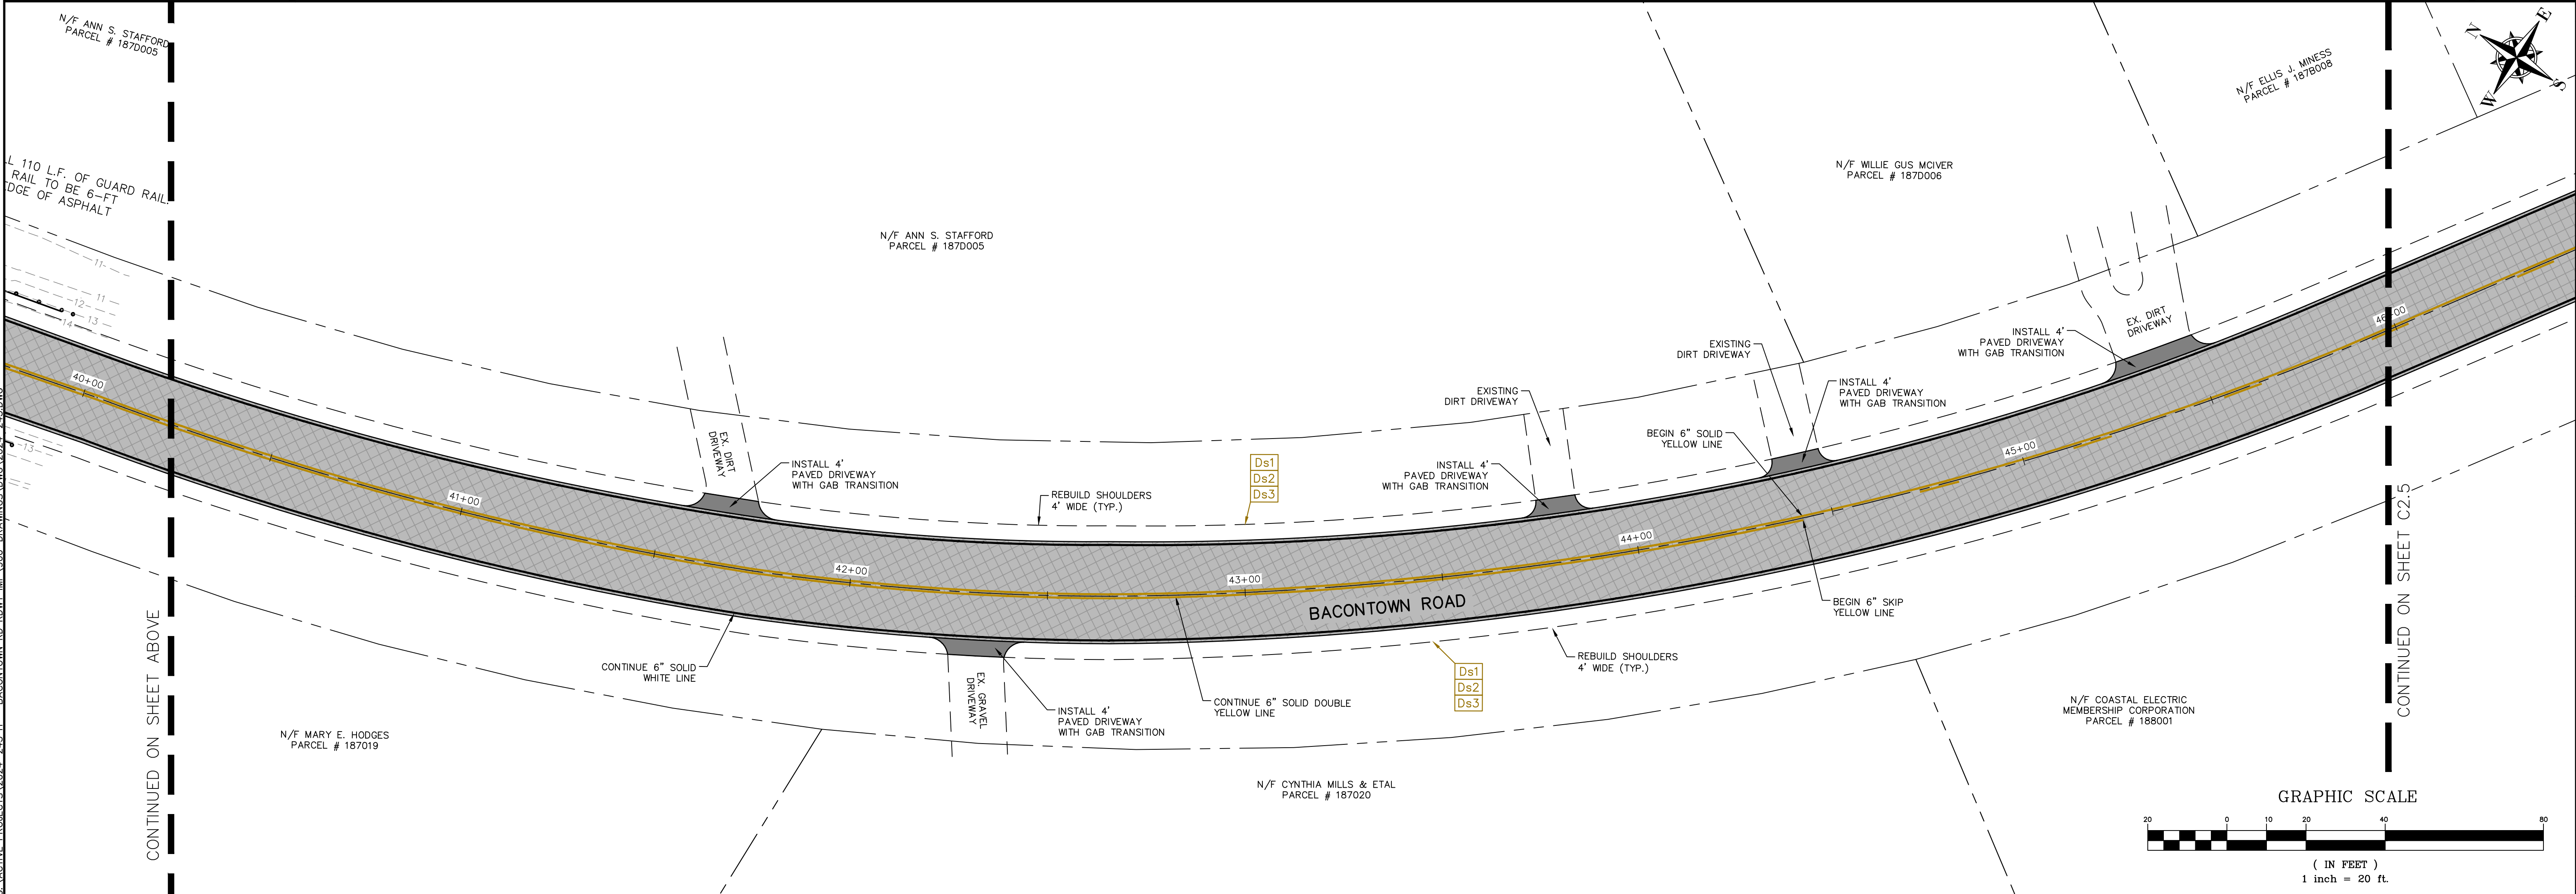 N/F ANN S. STAFFORD
PARCEL # 187D005
110 L.F. OF GUARD RAIL.
RAIL TO BE 6-FT
OF ASPHALT
11
11
12
13
14
13
40+00
41+00
42+00
43+00
44+00
45+00
46+00
CONTINUED ON SHEET ABOVE
N/F ANN S. STAFFORD
PARCEL # 187D005
EX. DIRT
DRIVEWAY
INSTALL 4'
PAVED DRIVEWAY
WITH GAB TRANSITION
REBUILD SHOULDERS
4' WIDE (TYP.)
Ds1
Ds2
Ds3
EXISTING
DIRT DRIVEWAY
INSTALL 4'
PAVED DRIVEWAY
WITH GAB TRANSITION
EXISTING
DIRT DRIVEWAY
INSTALL 4'
PAVED DRIVEWAY
WITH GAB TRANSITION
BEGIN 6" SOLID
YELLOW LINE
INSTALL 4'
PAVED DRIVEWAY
WITH GAB TRANSITION
EX. DIRT
DRIVEWAY
N/F WILLIE GUS MCIVER
PARCEL # 187D006
N/F ELLIS J. MINESS
PARCEL # 187B008
N
E
S
W
BACONTOWN ROAD
BEGIN 6" SKIP
YELLOW LINE
CONTINUE 6" SOLID
WHITE LINE
EX. GRAVEL
DRIVEWAY
INSTALL 4'
PAVED DRIVEWAY
WITH GAB TRANSITION
CONTINUE 6" SOLID DOUBLE
YELLOW LINE
Ds1
Ds2
Ds3
REBUILD SHOULDERS
4' WIDE (TYP.)
N/F MARY E. HODGES
PARCEL # 187019
N/F CYNTHIA MILLS & ETAL
PARCEL # 187020
N/F COASTAL ELECTRIC
MEMBERSHIP CORPORATION
PARCEL # 188001
CONTINUED ON SHEET C2.5
GRAPHIC SCALE
20 0 10 20 40 80
( IN FEET )
1 inch = 20 ft.